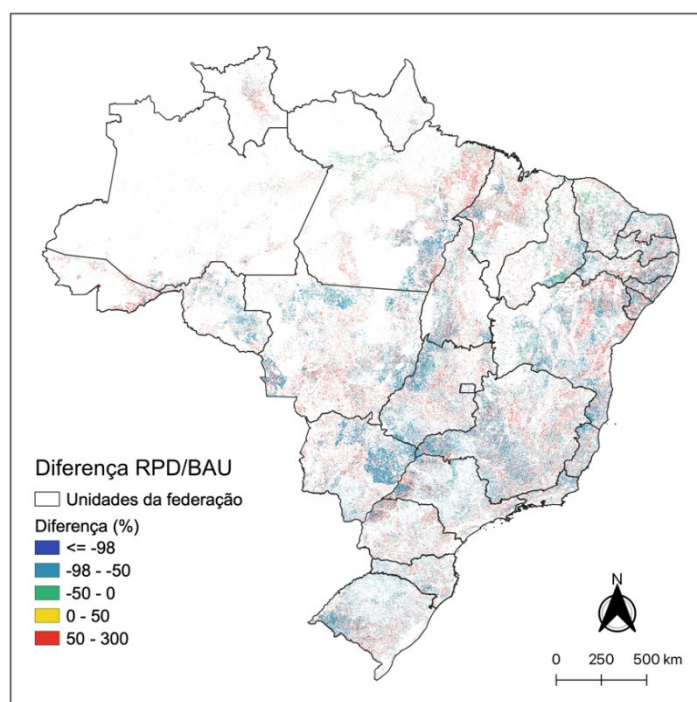 Diferença RPD/BAU
Unidades da federação
Diferença (%)
<= -98
-98 - -50
-50 - 0
0 - 50
50 - 300
N
0 250 500 km